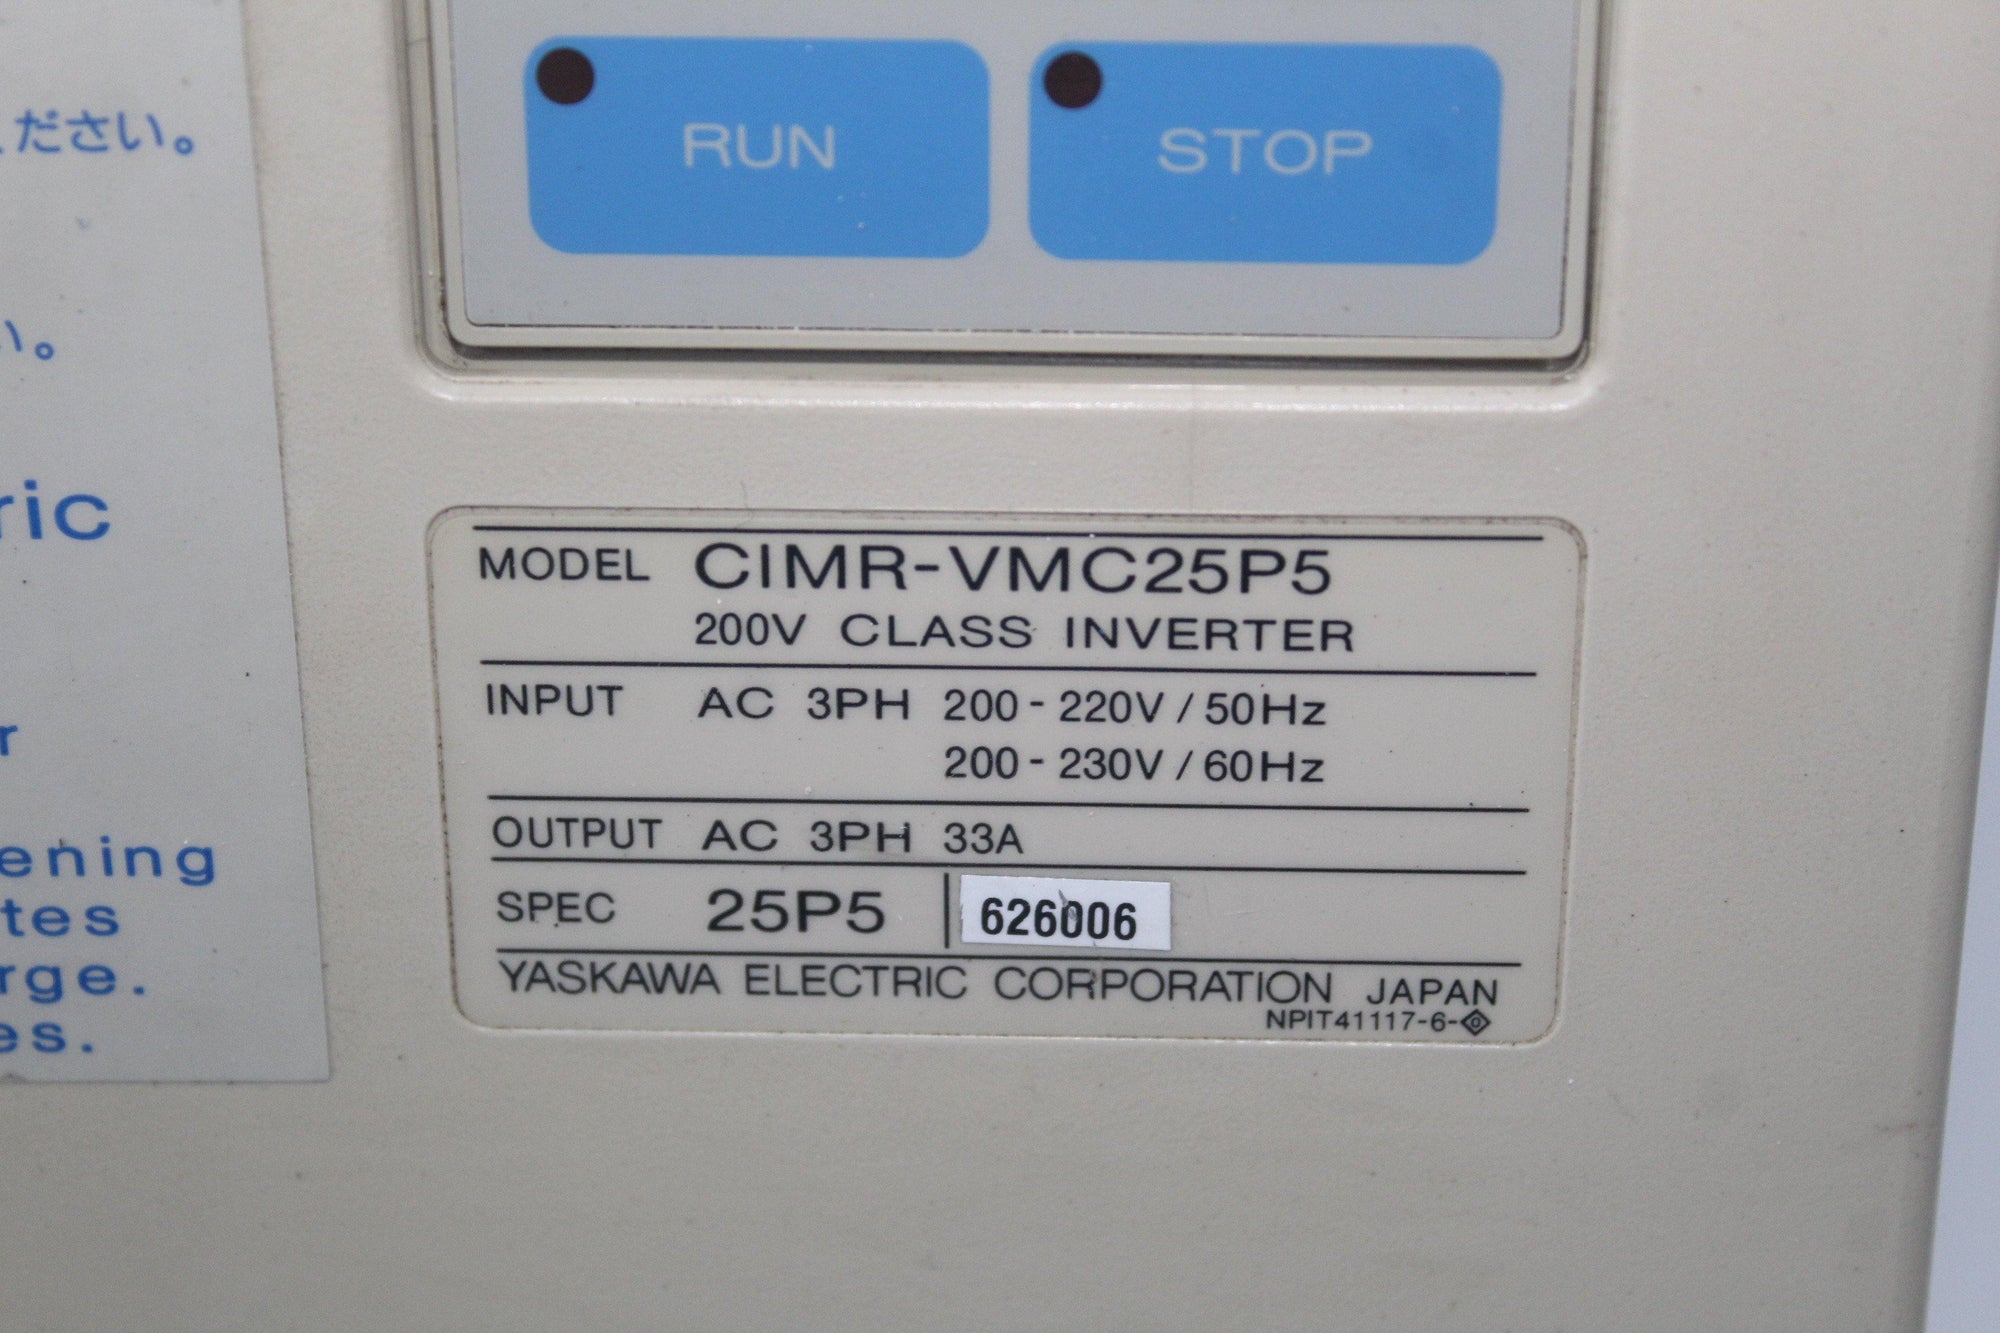 ください。
い。
ric
r
ening
tes
rge.
es.
RUN
STOP
MODEL CIMR-VMC25P5
200V CLASS INVERTER
INPUT AC 3PH 200-220V/50Hz
200-230V/60Hz
OUTPUT AC 3PH 33A
SPEC 25P5 626006
YASKAWA ELECTRIC CORPORATION JAPAN
NPIT41117-6-